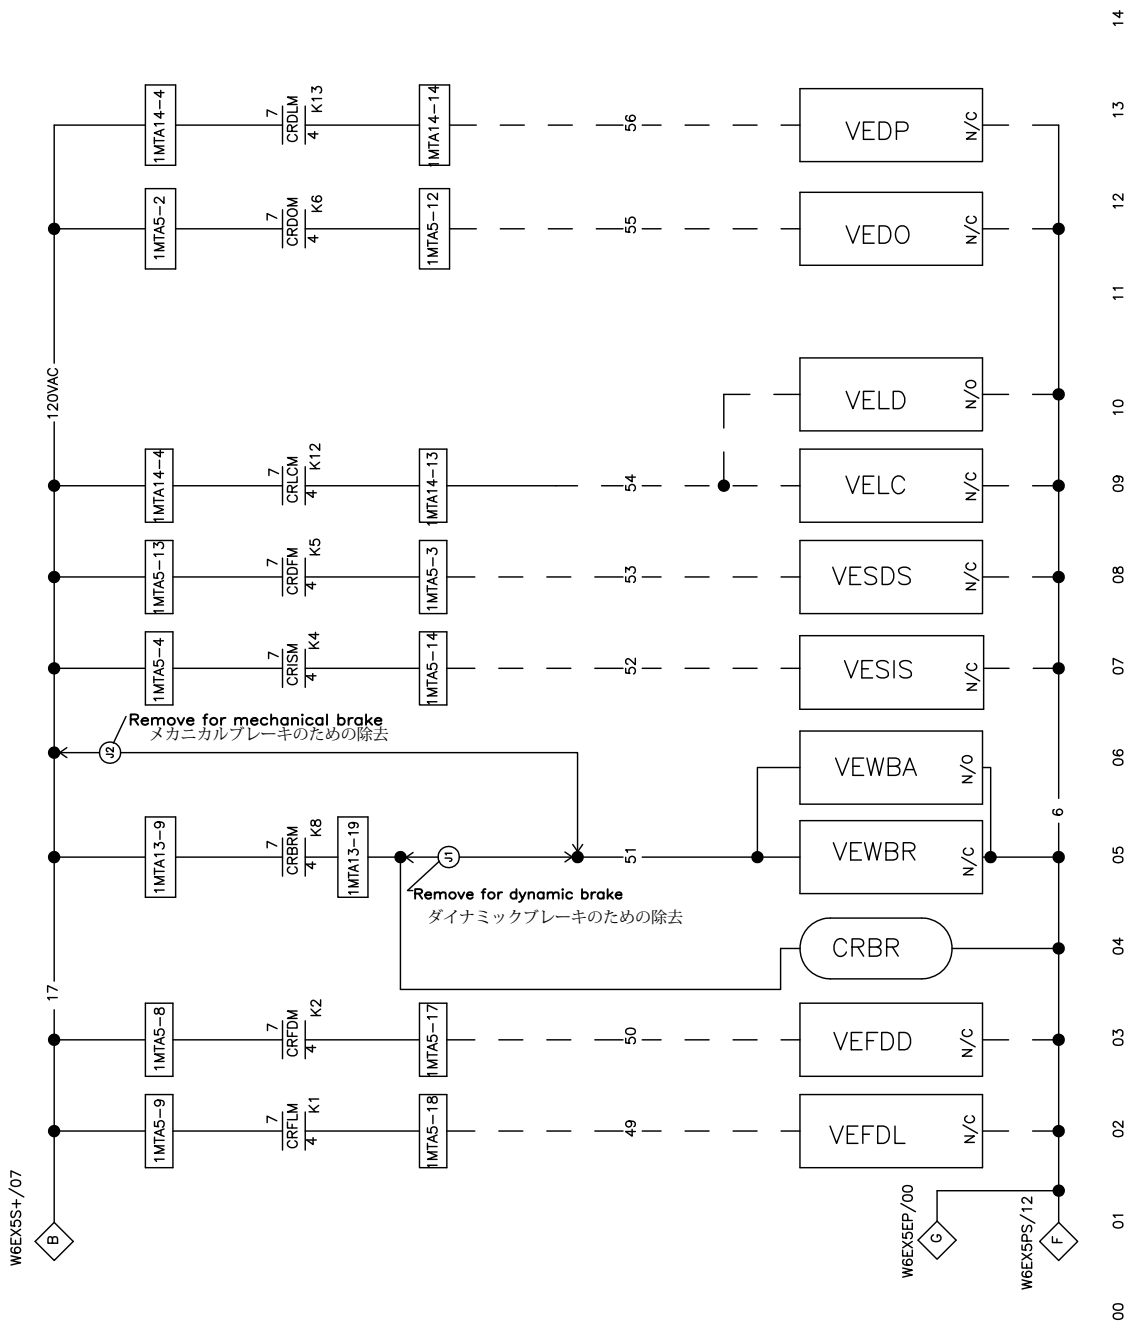 14
13
12
11
10
09
08
07
06
05
04
03
02
01
00
1MTA14-4
7
CRDLM
4
K13
1MTA14-14
56
VEDP
N/C
1MTA5-2
7
CRDOM
4
K6
1MTA5-12
55
VEDO
N/C
120VAC
VELD
N/O
1MTA14-4
7
CRLCM
4
K12
1MTA14-13
54
VELC
N/C
1MTA5-13
7
CRDFM
4
K5
1MTA5-3
53
VESDS
N/C
1MTA5-4
7
CRISM
4
K4
1MTA5-14
52
VESIS
N/C
Remove for mechanical brake
メカニカルブレーキのための除去
J2
VEWBA
N/O
6
1MTA13-9
7
CRBRM
4
K8
1MTA13-19
J1
51
VEWBR
N/C
Remove for dynamic brake
ダイナミックブレーキのための除去
CRBR
17
1MTA5-8
7
CRFDM
4
K2
1MTA5-17
50
VEFDD
N/C
1MTA5-9
7
CRFLM
4
K1
1MTA5-18
49
VEFDL
N/C
W6EX5S+/07
B
W6EX5EP/00
G
W6EX5PS/12
F